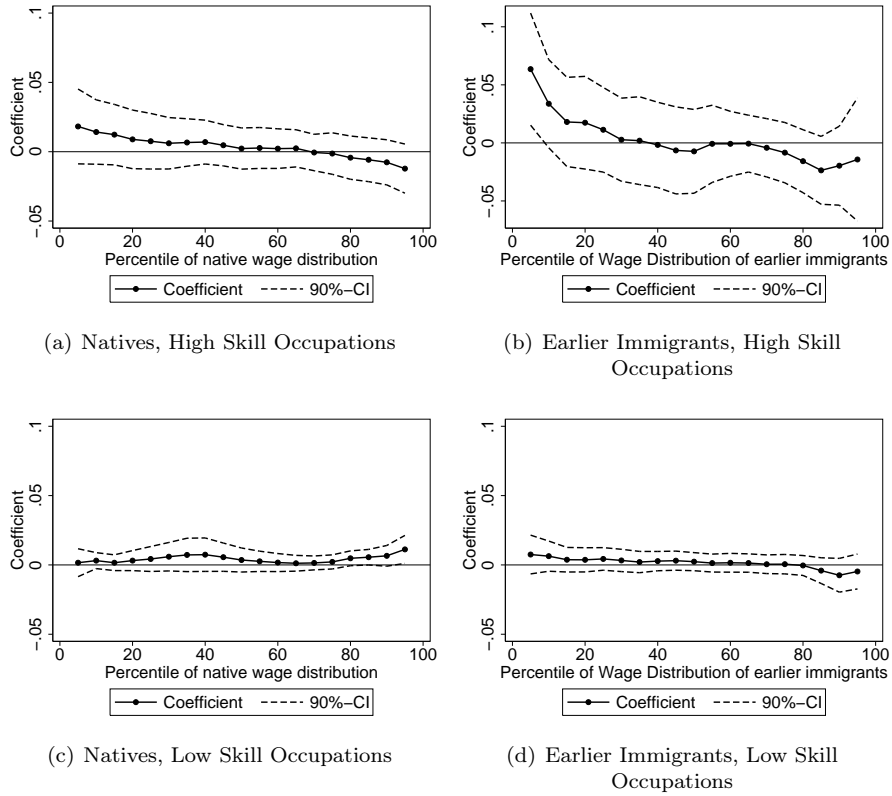 Coefficient
.1
.05
0
−.05
0 20 40 60 80 100
Percentile of native wage distribution
Coefficient 90%−CI
(a) Natives, High Skill Occupations
Coefficient
.1
.05
0
−.05
0 20 40 60 80 100
Percentile of Wage Distribution of earlier immigrants
Coefficient 90%−CI
(b) Earlier Immigrants, High Skill
Occupations
Coefficient
.1
.05
0
−.05
0 20 40 60 80 100
Percentile of native wage distribution
Coefficient 90%−CI
(c) Natives, Low Skill Occupations
Coefficient
.1
.05
0
−.05
0 20 40 60 80 100
Percentile of Wage Distribution of earlier immigrants
Coefficient 90%−CI
(d) Earlier Immigrants, Low Skill
Occupations